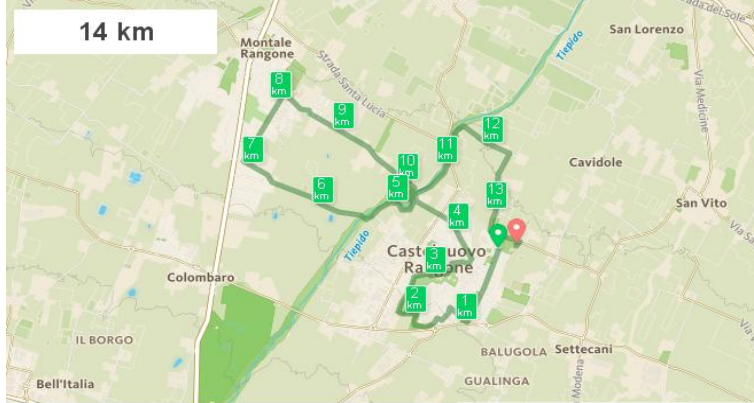 14 km
Montale
Rangone
San Lorenzo
Strada Santa Lucia
Tiepido
Via Medicine
8
km
9
km
12
km
11
km
7
km
10
km
Cavidole
6
km
5
km
13
km
4
km
San Vito
Tiepido
Castelnuovo
Rangone
3
km
Colombaro
2
km
1
km
IL BORGO
BALUGOLA
Settecani
GUALINGA
Modena
Bell'Italia